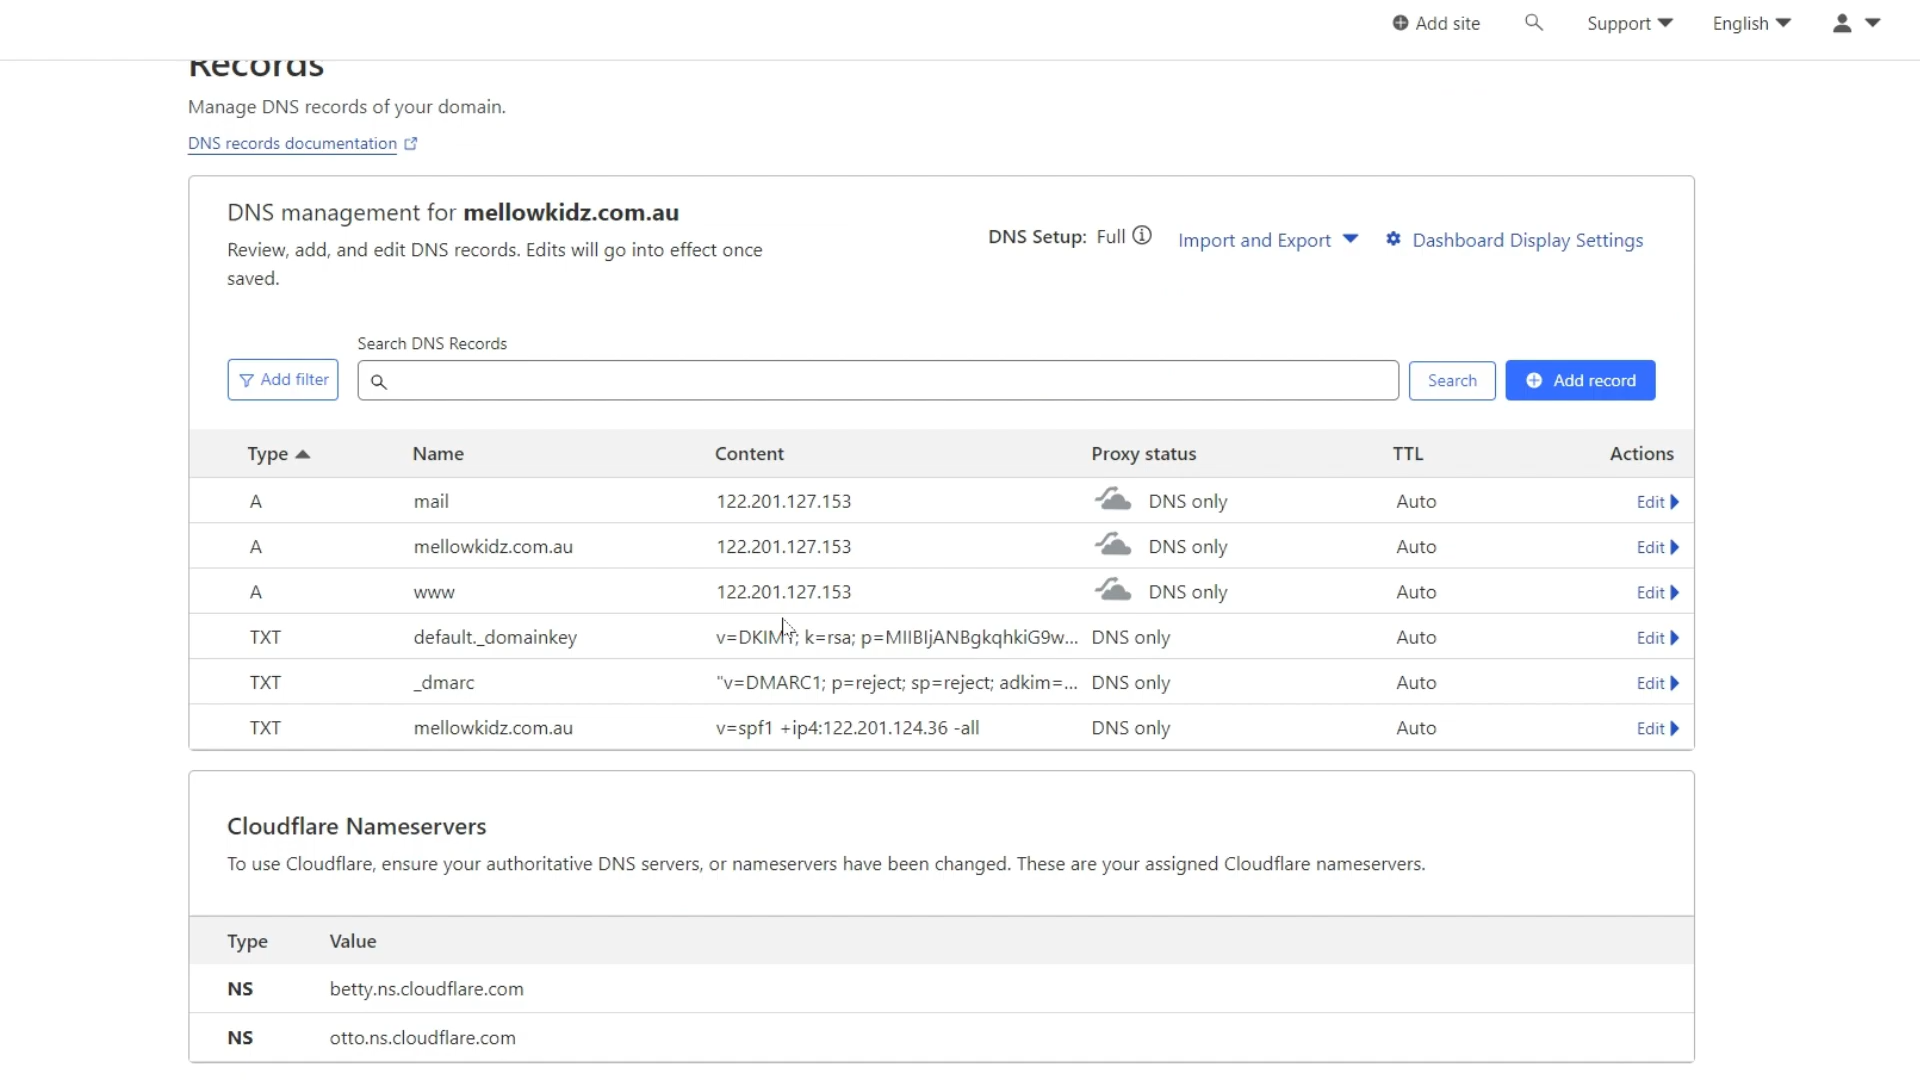 Add site
Support
English
Records
Manage DNS records of your domain.
DNS records documentation
DNS management for mellowkidz.com.au
Review, add, and edit DNS records. Edits will go into effect once
saved.
DNS Setup: Full
Import and Export
Dashboard Display Settings
Search DNS Records
Add filter
Search
Add record
Type Name Content Proxy status TTL Actions
A mail 122.201.127.153 DNS only Auto Edit
A mellowkidz.com.au 122.201.127.153 DNS only Auto Edit
A www 122.201.127.153 DNS only Auto Edit
TXT default._domainkey v=DKIM1; k=rsa; p=MIIBIjANBgkqhkiG9w... DNS only Auto Edit
TXT _dmarc "v=DMARC1; p=reject; sp=reject; adkim=... DNS only Auto Edit
TXT mellowkidz.com.au v=spf1 +ip4:122.201.124.36 -all DNS only Auto Edit
Cloudflare Nameservers
To use Cloudflare, ensure your authoritative DNS servers, or nameservers have been changed. These are your assigned Cloudflare nameservers.
Type Value
NS betty.ns.cloudflare.com
NS otto.ns.cloudflare.com